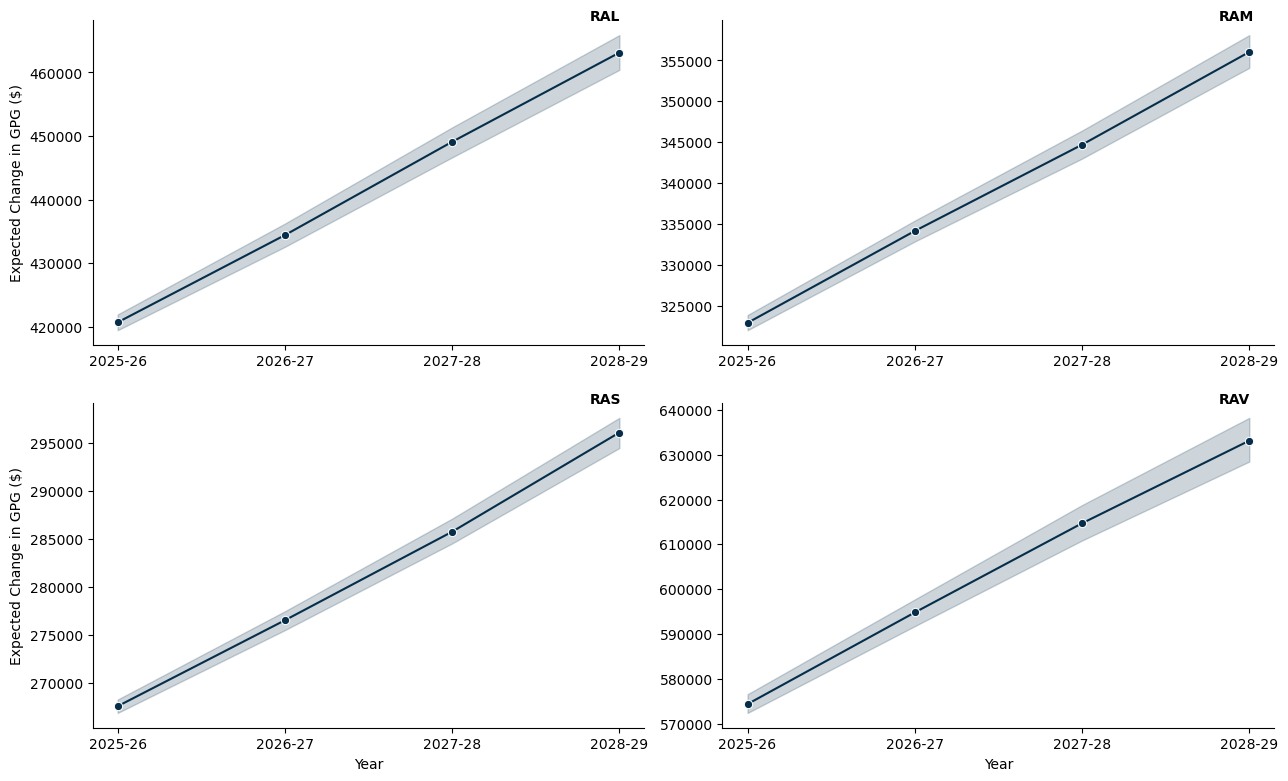 RAL
Expected Change in GPG ($)
460000
450000
440000
430000
420000
2025-26 2026-27 2027-28 2028-29
RAM
355000
350000
345000
340000
335000
330000
325000
2025-26 2026-27 2027-28 2028-29
RAS
Expected Change in GPG ($)
295000
290000
285000
280000
275000
270000
2025-26 2026-27 2027-28 2028-29
Year
RAV
640000
630000
620000
610000
600000
590000
580000
570000
2025-26 2026-27 2027-28 2028-29
Year